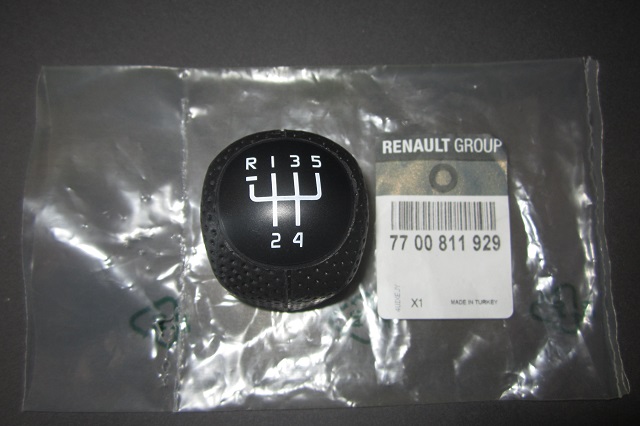 R 1 3 5
2 4
RENAULT GROUP
77 00 811 929
X1
MADE IN TURKEY